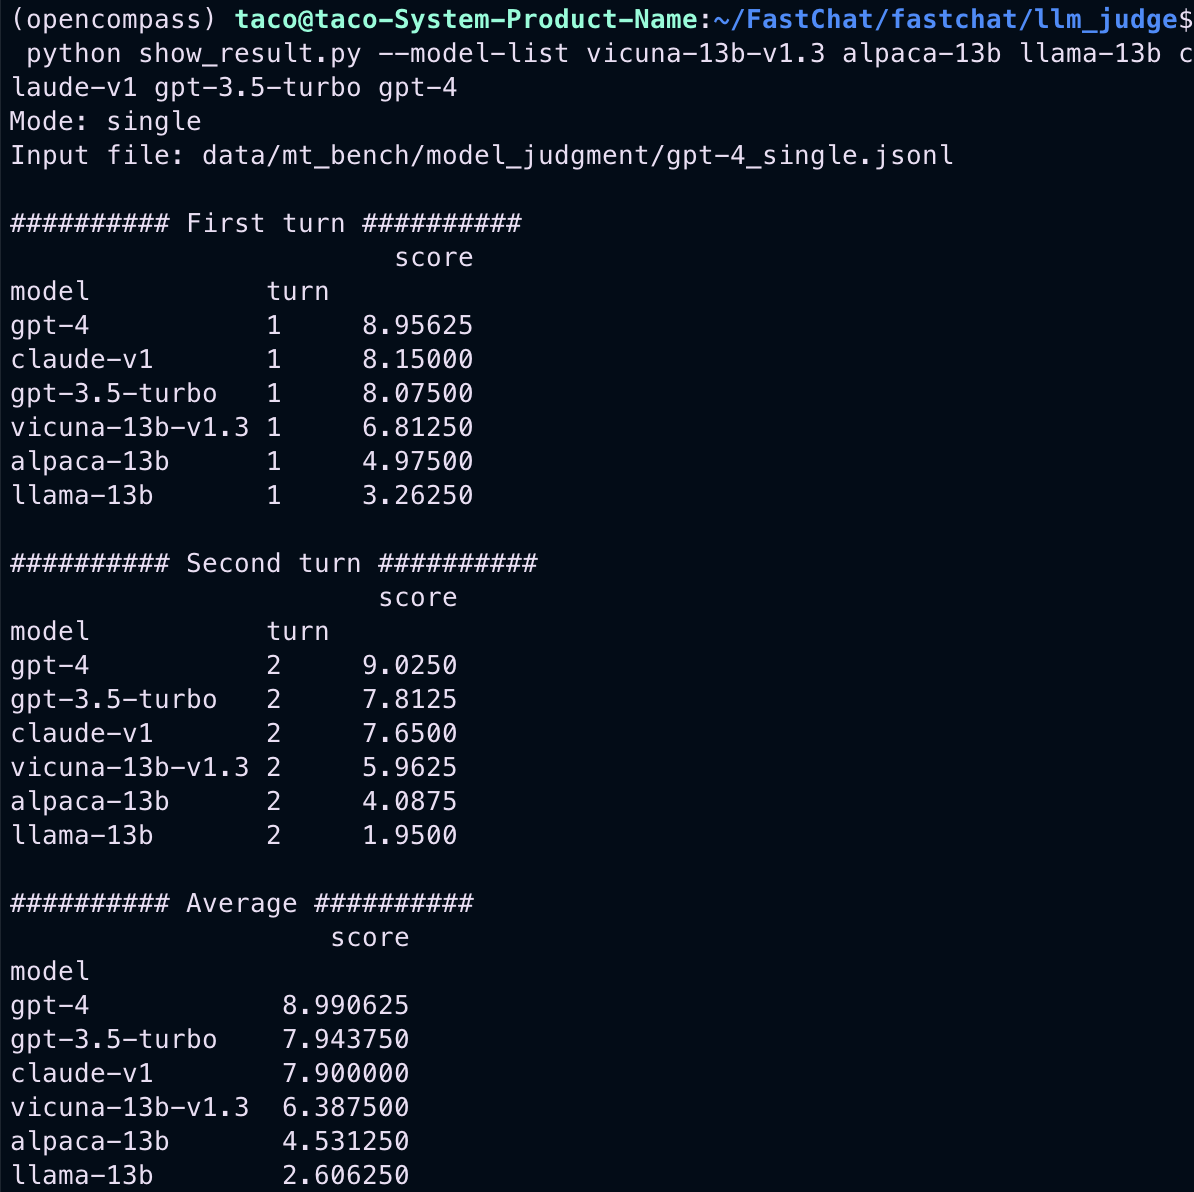 (opencompass) taco@taco-System-Product-Name:~/FastChat/fastchat/llm_judge$
 python show_result.py --model-list vicuna-13b-v1.3 alpaca-13b llama-13b c
laude-v1 gpt-3.5-turbo gpt-4
Mode: single
Input file: data/mt_bench/model_judgment/gpt-4_single.jsonl

########## First turn ##########
                        score
model           turn
gpt-4           1     8.95625
claude-v1       1     8.15000
gpt-3.5-turbo   1     8.07500
vicuna-13b-v1.3 1     6.81250
alpaca-13b      1     4.97500
llama-13b       1     3.26250

########## Second turn ##########
                       score
model           turn
gpt-4           2     9.0250
gpt-3.5-turbo   2     7.8125
claude-v1       2     7.6500
vicuna-13b-v1.3 2     5.9625
alpaca-13b      2     4.0875
llama-13b       2     1.9500

########## Average ##########
                    score
model
gpt-4            8.990625
gpt-3.5-turbo    7.943750
claude-v1        7.900000
vicuna-13b-v1.3  6.387500
alpaca-13b       4.531250
llama-13b        2.606250